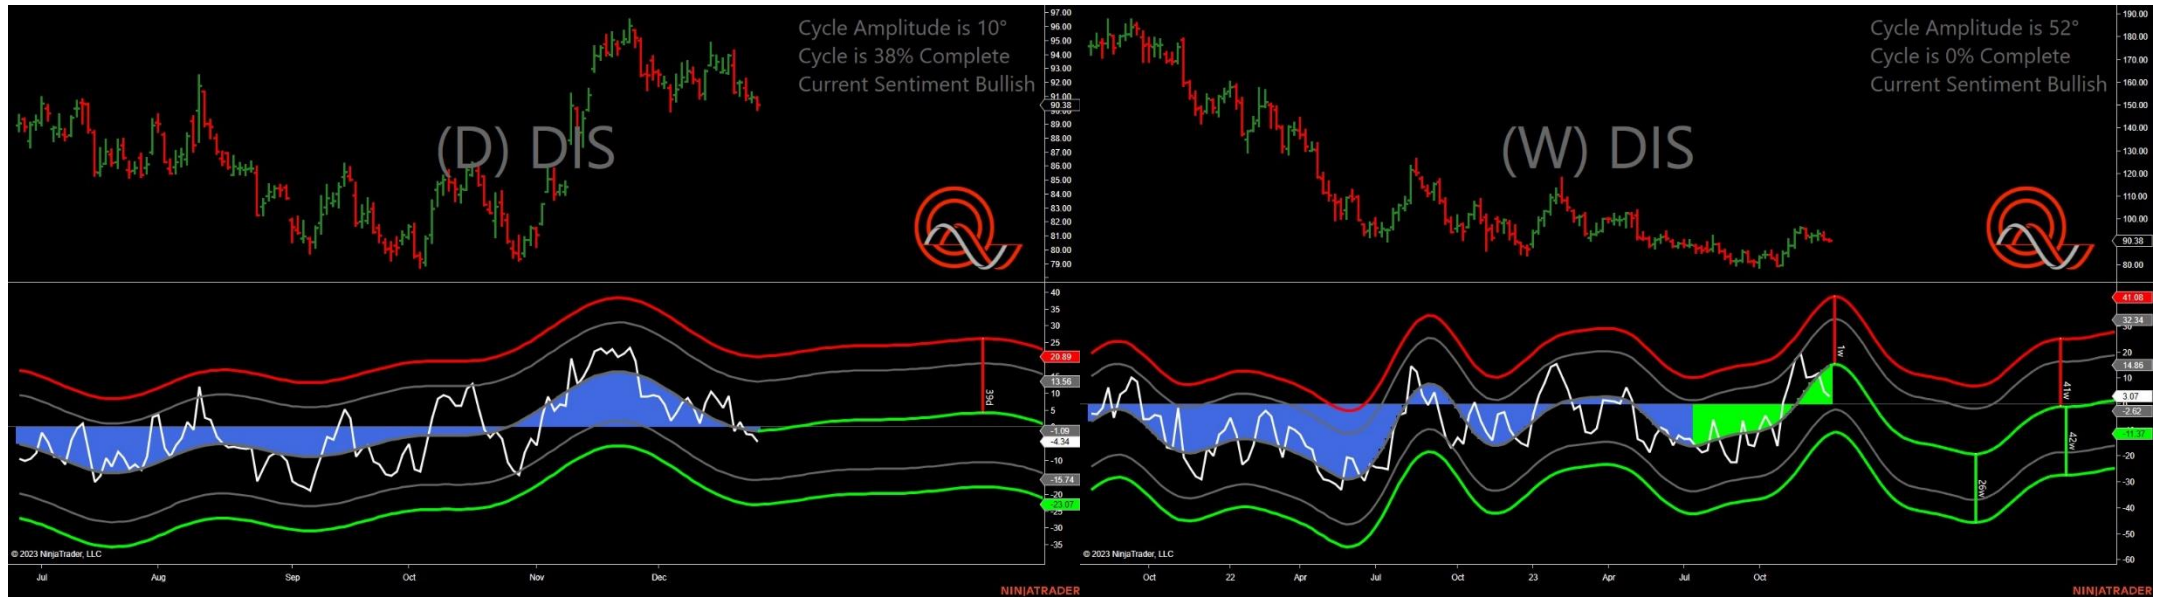 Cycle Amplitude is 10°
Cycle is 38% Complete
Current Sentiment Bullish
(D) DIS
97.00
96.00
95.00
94.00
93.00
92.00
91.00
90.38
89.00
88.00
87.00
86.00
85.00
84.00
83.00
82.00
81.00
80.00
79.00
40
35
30
25
20.89
13.56
10
5
-1.09
-4.34
-10
-15.74
-20
-23.07
-30
-35
39d
© 2023 NinjaTrader, LLC
Jul
Aug
Sep
Oct
Nov
Dec
NINJATRADER
Cycle Amplitude is 52°
Cycle is 0% Complete
Current Sentiment Bullish
(W) DIS
190.00
180.00
170.00
160.00
150.00
140.00
130.00
120.00
110.00
100.00
90.38
80.00
41.08
32.34
20
14.86
10
3.07
-2.62
-11.37
-20
-30
-40
-50
-60
1w
41w
42w
26w
© 2023 NinjaTrader, LLC
Oct
22
Apr
Jul
Oct
23
Apr
Jul
Oct
NINJATRADER